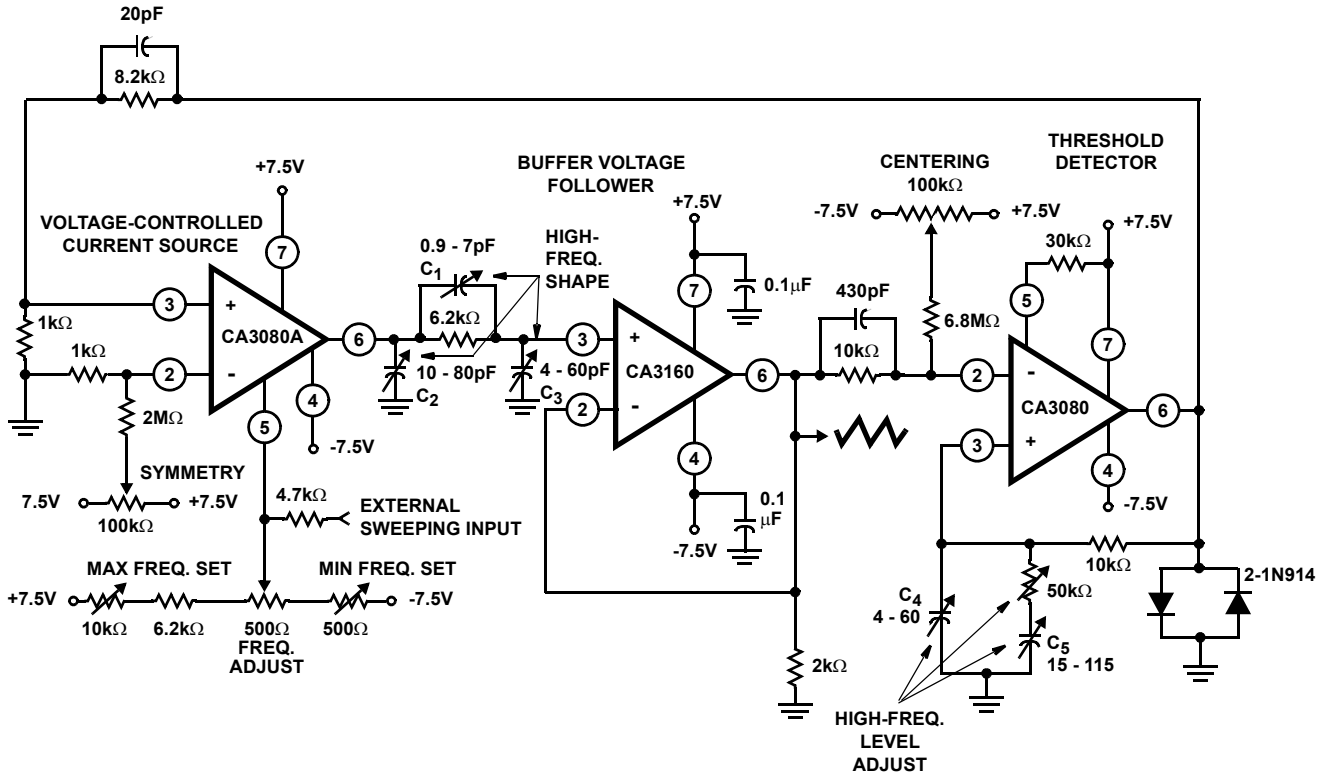 20pF
8.2kΩ
THRESHOLD
DETECTOR
+7.5V
BUFFER VOLTAGE
FOLLOWER
CENTERING
100kΩ
-7.5V
+7.5V
+7.5V
+7.5V
30kΩ
VOLTAGE-CONTROLLED
CURRENT SOURCE
7
0.9 - 7pF
C1
HIGH-
FREQ.
SHAPE
7
0.1µF
430pF
5
6.8MΩ
7
3
+
1kΩ
CA3080A
6
6.2kΩ
3
+
10kΩ
1kΩ
2
-
10 - 80pF
C2
4 - 60pF
C3
CA3160
6
2
-
CA3080
6
2MΩ
5
4
-7.5V
2
-
3
+
4
-7.5V
SYMMETRY
7.5V
+7.5V
100kΩ
4.7kΩ
EXTERNAL
SWEEPING INPUT
4
0.1
µF
-7.5V
10kΩ
2-1N914
MAX FREQ. SET
MIN FREQ. SET
+7.5V
-7.5V
10kΩ
6.2kΩ
500Ω
500Ω
FREQ.
ADJUST
C4
4 - 60
50kΩ
C5
15 - 115
2kΩ
HIGH-FREQ.
LEVEL
ADJUST